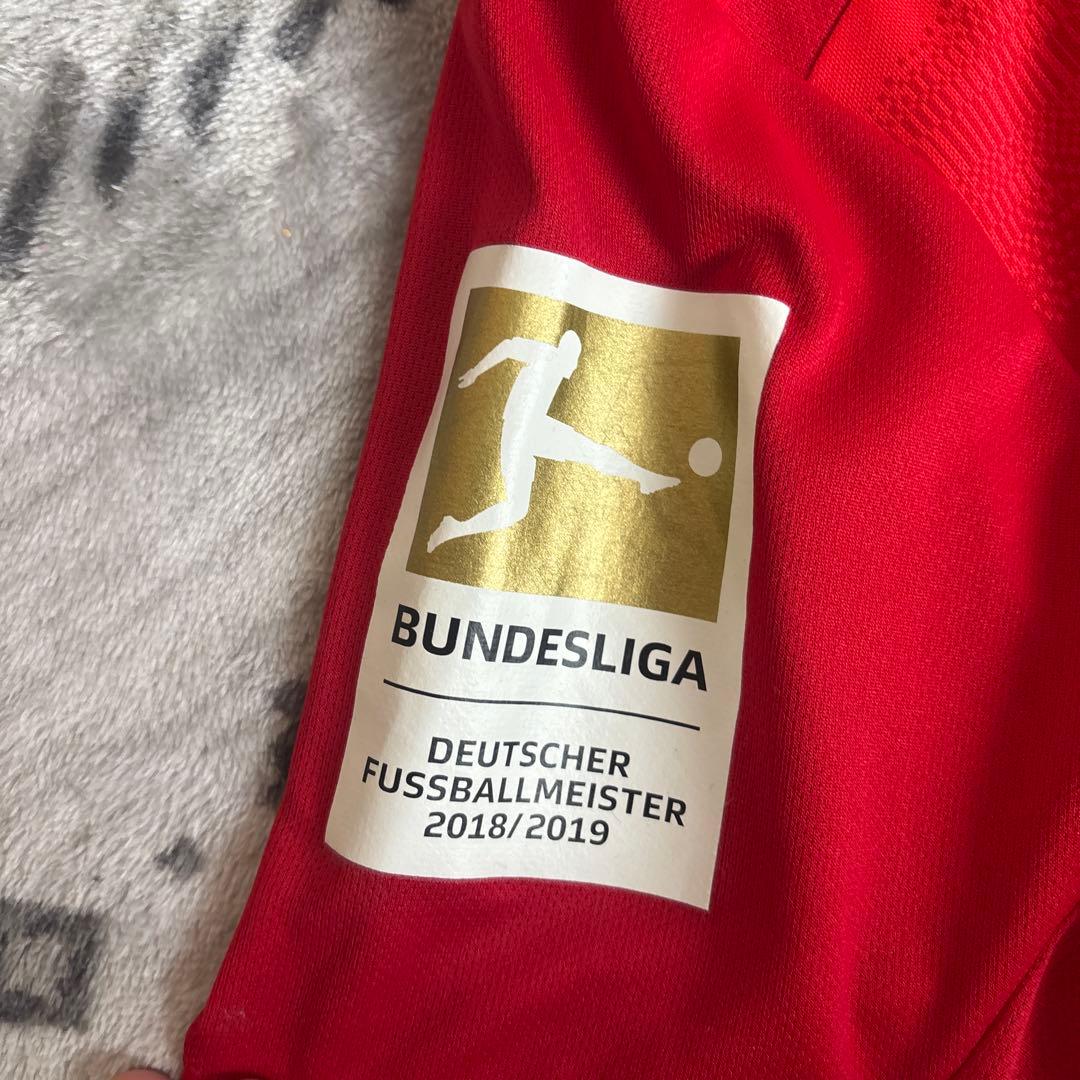 BUNDESLIGA
DEUTSCHER
FUSSBALLMEISTER
2018/2019